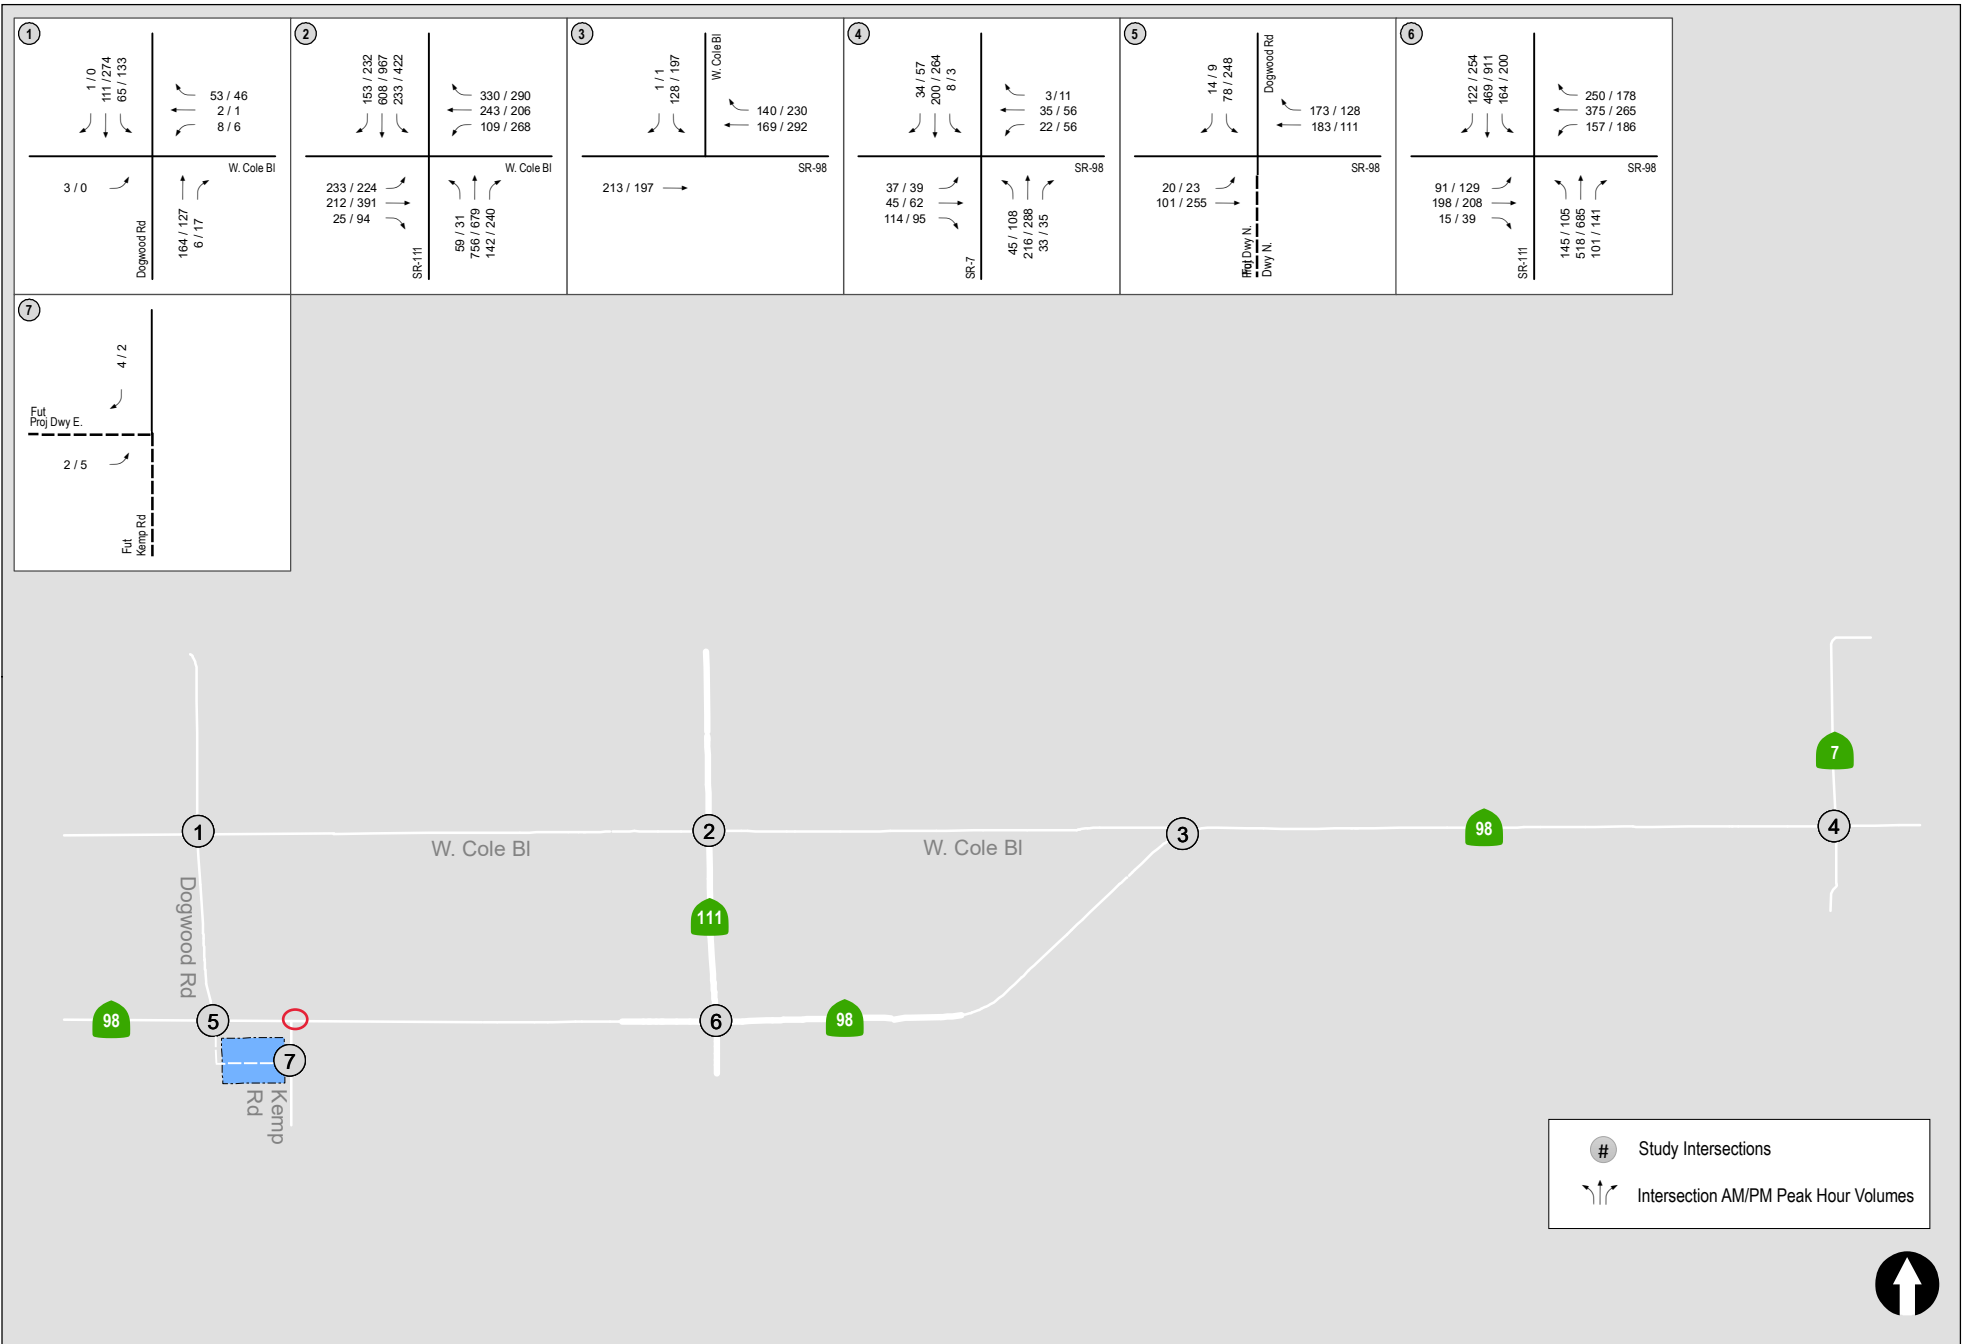 1
1 / 0
111 / 274
65 / 133
53 / 46
2 / 1
8 / 6
W. Cole Bl
3 / 0
164 / 127
6 / 17
Dogwood Rd
2
153 / 232
608 / 967
233 / 422
330 / 290
243 / 206
109 / 268
W. Cole Bl
233 / 224
212 / 391
25 / 94
59 / 31
756 / 679
142 / 240
SR-111
3
1 / 1
128 / 197
W. Cole Bl
140 / 230
169 / 292
SR-98
213 / 197
4
34 / 57
200 / 264
8 / 3
3 / 11
35 / 56
22 / 56
SR-98
37 / 39
45 / 62
114 / 95
45 / 108
216 / 288
33 / 35
SR-7
5
14 / 9
78 / 248
Dogwood Rd
173 / 128
183 / 111
SR-98
20 / 23
101 / 255
Dwy N.
Dwy N.
6
122 / 254
469 / 911
164 / 200
250 / 178
375 / 265
157 / 186
SR-98
91 / 129
198 / 208
15 / 39
145 / 105
518 / 685
101 / 141
SR-111
7
4 / 2
Fut
Proj Dwy E.
2 / 5
Fut
Kemp Rd
7
1
2
3
98
4
W. Cole Bl
W. Cole Bl
Dogwood Rd
111
98
5
6
98
7
Kemp
Rd
# Study Intersections
Intersection AM/PM Peak Hour Volumes